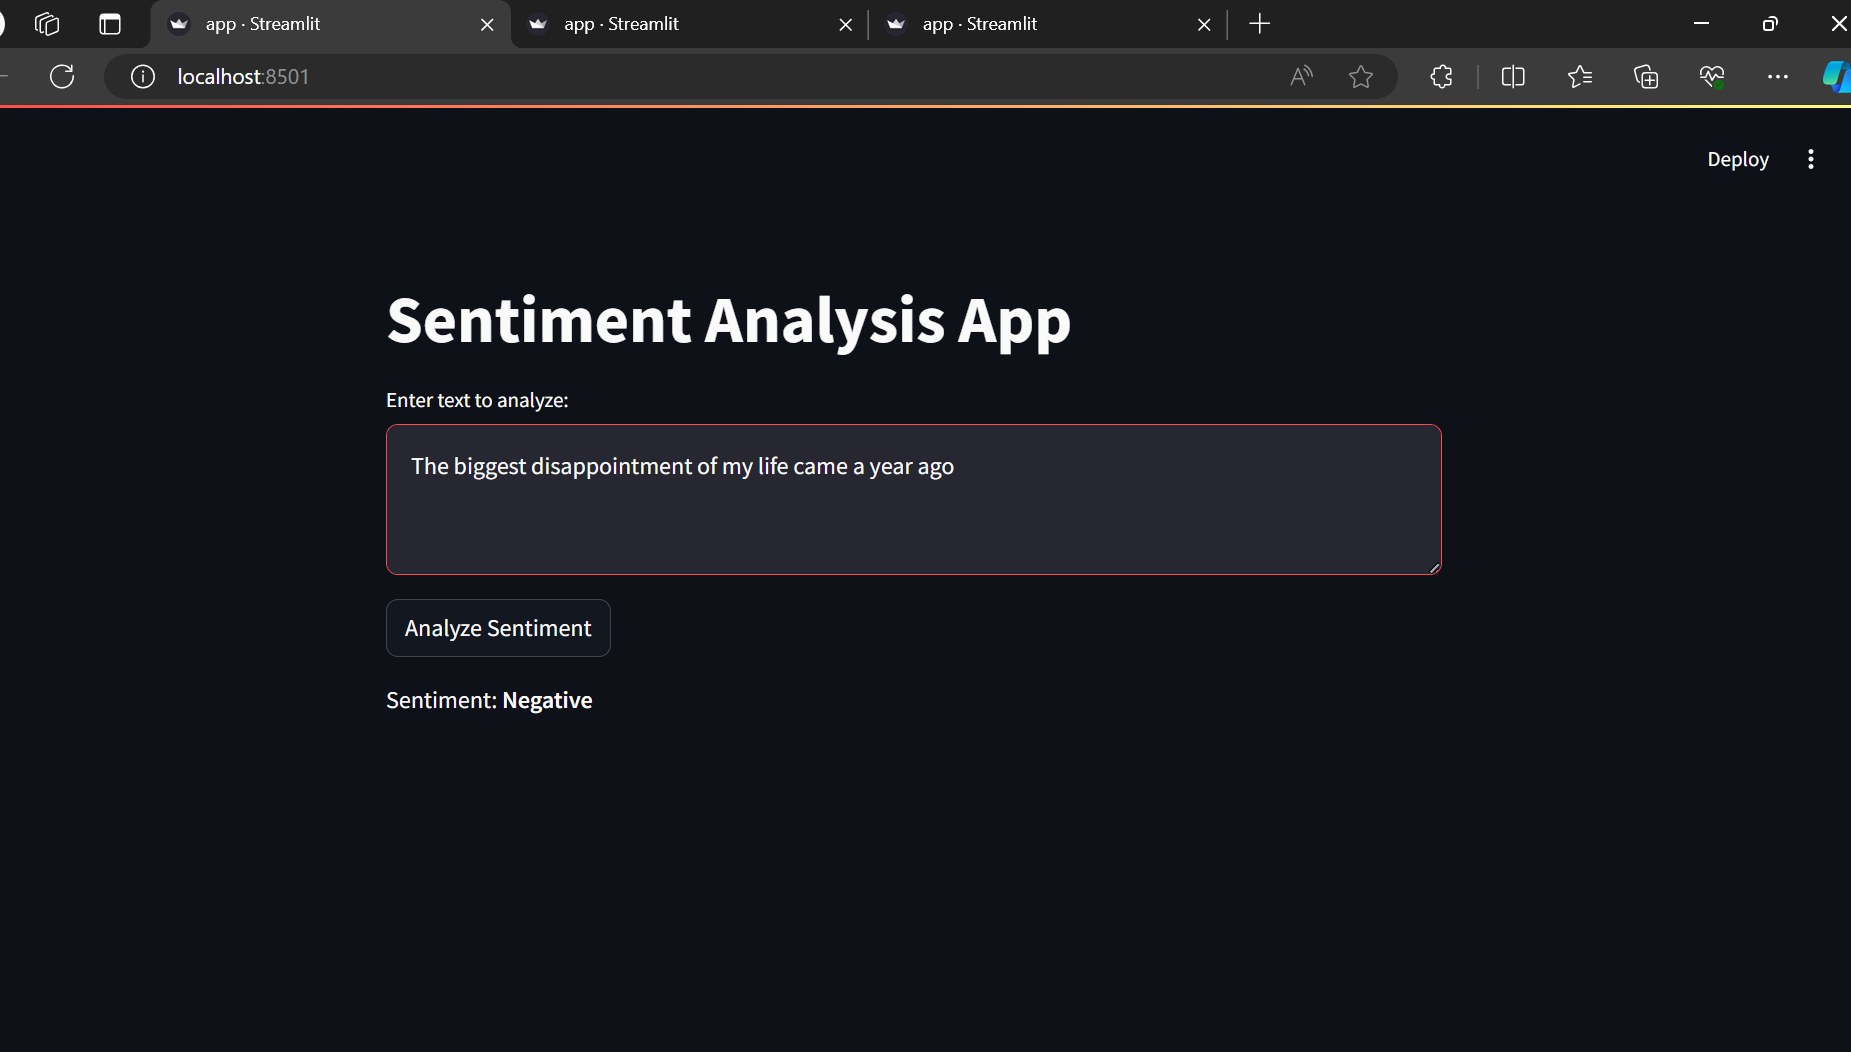 app · Streamlit app · Streamlit app · Streamlit
localhost:8501
Deploy
Sentiment Analysis App
Enter text to analyze:
The biggest disappointment of my life came a year ago
Analyze Sentiment
Sentiment: Negative